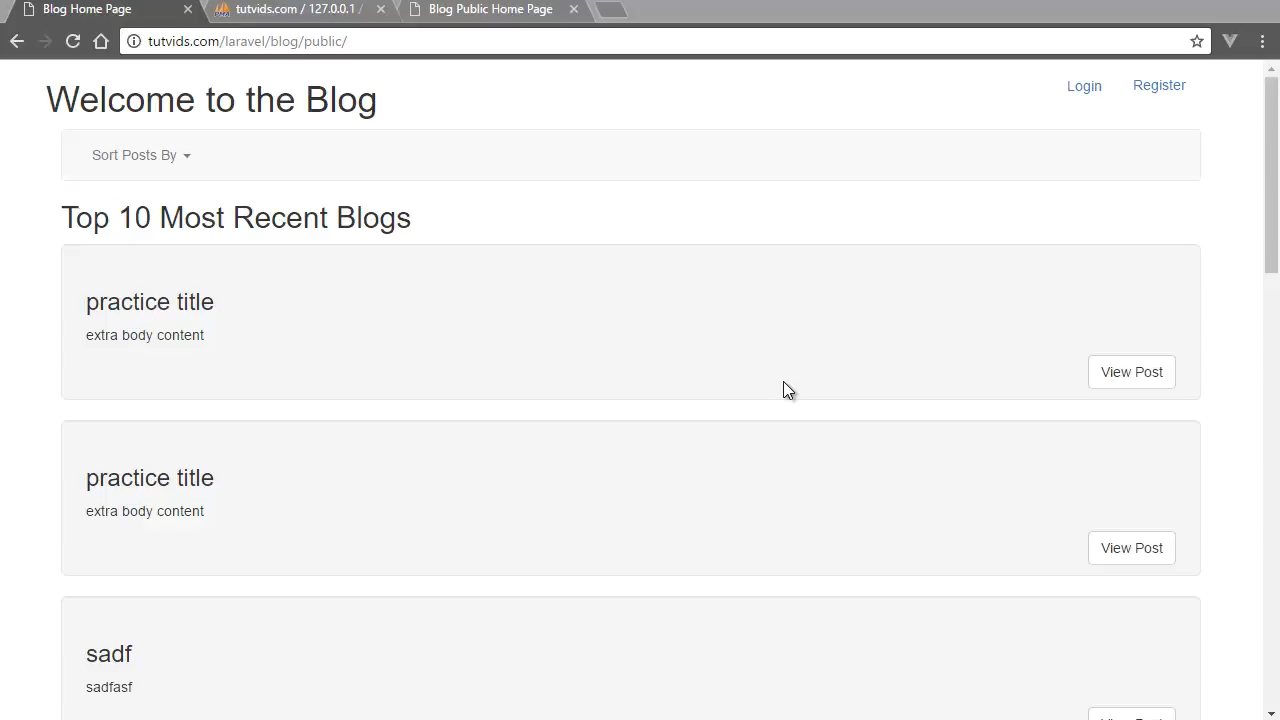 Blog Home Page
tutvids.com / 127.0.0.1 /
Blog Public Home Page
tutvids.com/laravel/blog/public/
Login
Register
Welcome to the Blog
Sort Posts By
Top 10 Most Recent Blogs
practice title
extra body content
View Post
practice title
extra body content
View Post
sadf
sadfasf